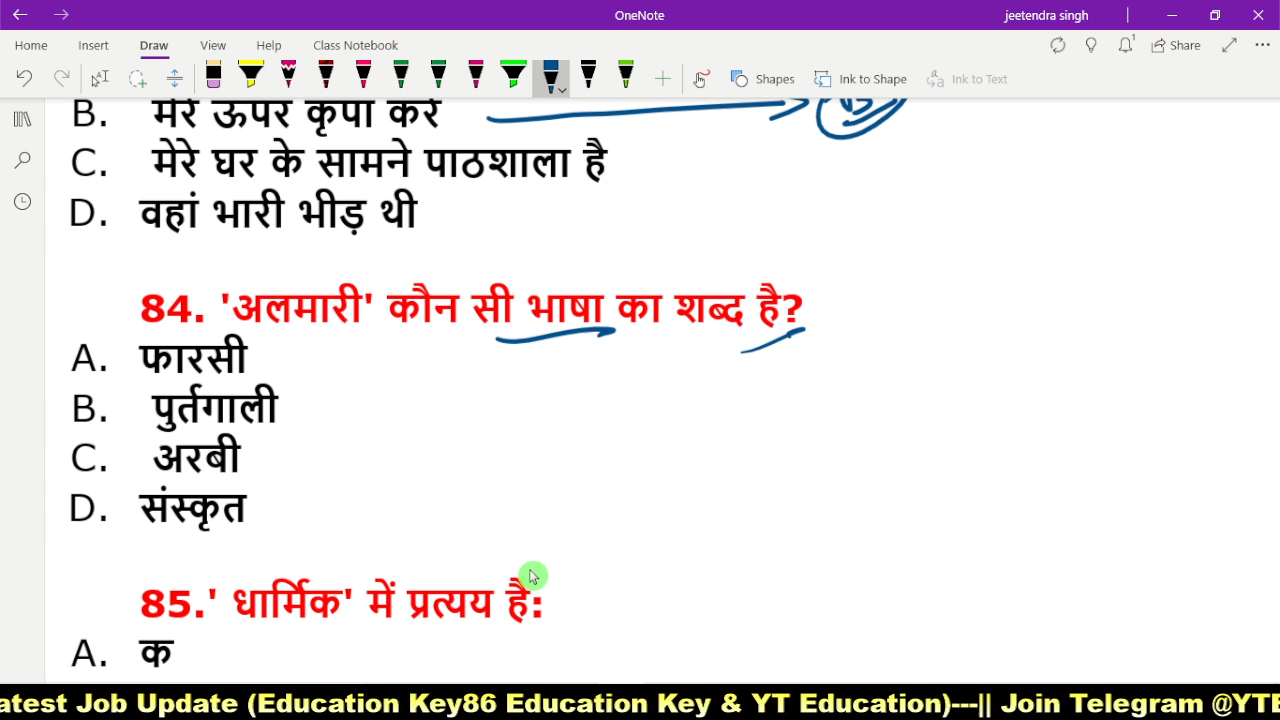 OneNote
jeetendra singh
Home Insert Draw View Help Class Notebook
Share
Shapes Ink to Shape Ink to Text
B. मेरे ऊपर कृपा करें
C. मेरे घर के सामने पाठशाला है
D. वहां भारी भीड़ थी
84. 'अलमारी' कौन सी भाषा का शब्द है?
A. फारसी
B. पुर्तगाली
C. अरबी
D. संस्कृत
85.' धार्मिक' में प्रत्यय है:
A. क
atest Job Update (Education Key86 Education Key & YT Education)---|| Join Telegram @YTE